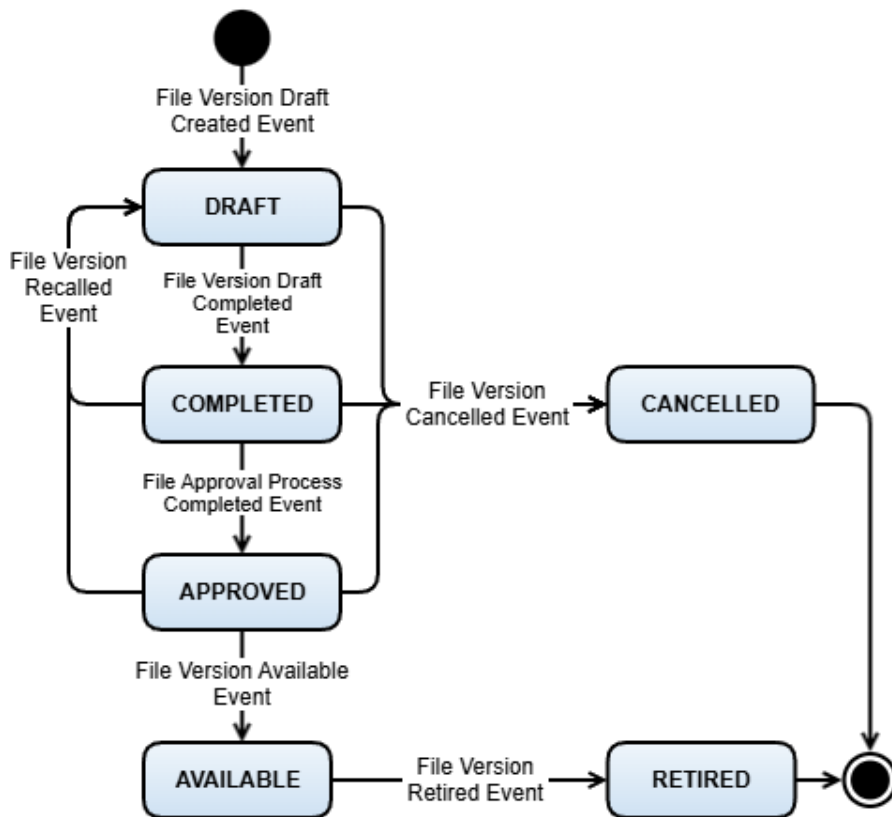 File Version Draft
Created Event
DRAFT
File Version
Recalled
Event
File Version Draft
Completed
Event
COMPLETED
File Version
Cancelled Event
CANCELLED
File Approval Process
Completed Event
APPROVED
File Version Available
Event
AVAILABLE
File Version
Retired Event
RETIRED